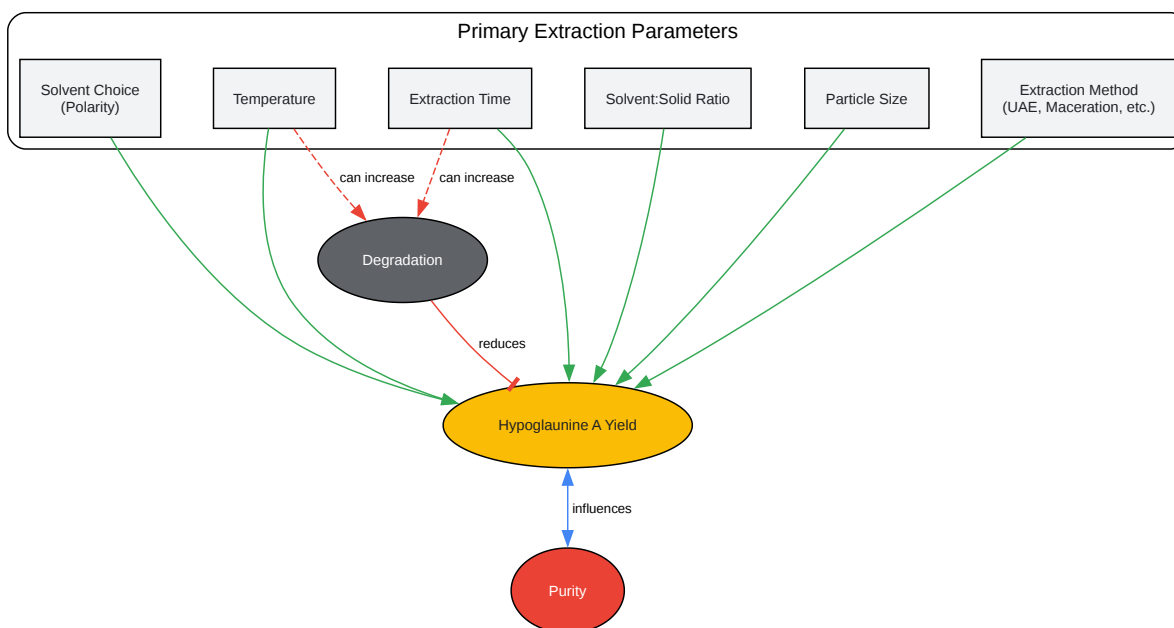 Primary Extraction Parameters
Solvent Choice
(Polarity)
Temperature
Extraction Time
Solvent:Solid Ratio
Particle Size
Extraction Method
(UAE, Maceration, etc.)
can increase
can increase
Degradation
reduces
Hypoglaunine A Yield
influences
Purity